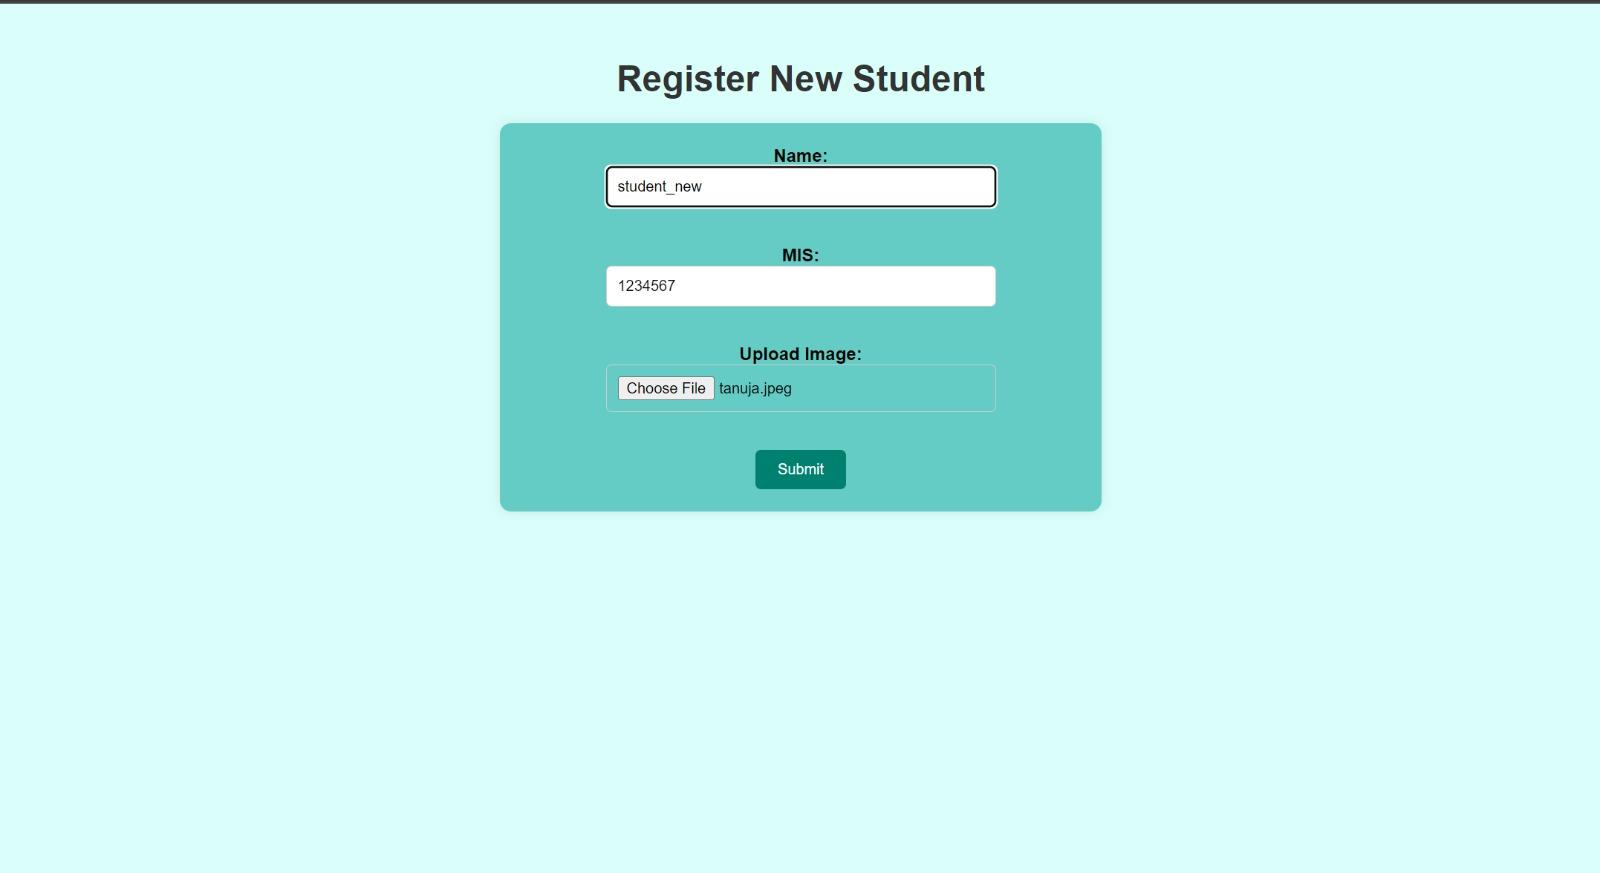 Register New Student
Name:
student_new
MIS:
1234567
Upload Image:
Choose File tanuja.jpeg
Submit